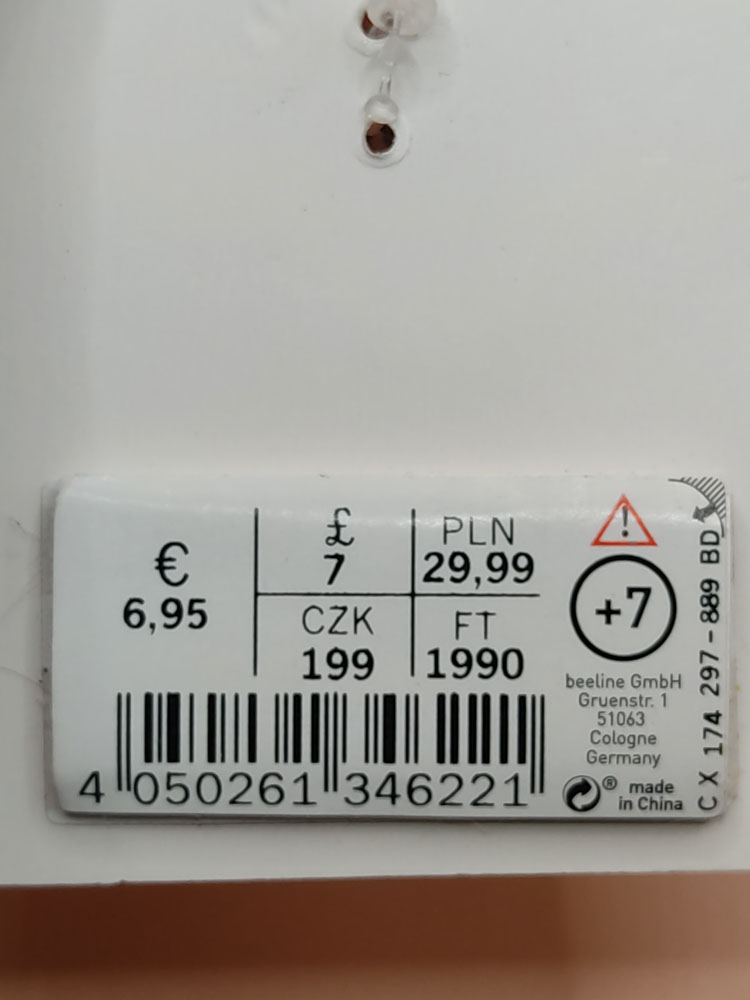 €
6,95
£
7
PLN
29,99
CZK
199
FT
1990
4 050261 346221
!
+7
beeline GmbH
Gruenstr. 1
51063
Cologne
Germany
® made
in China
C X 174 297-889 BD